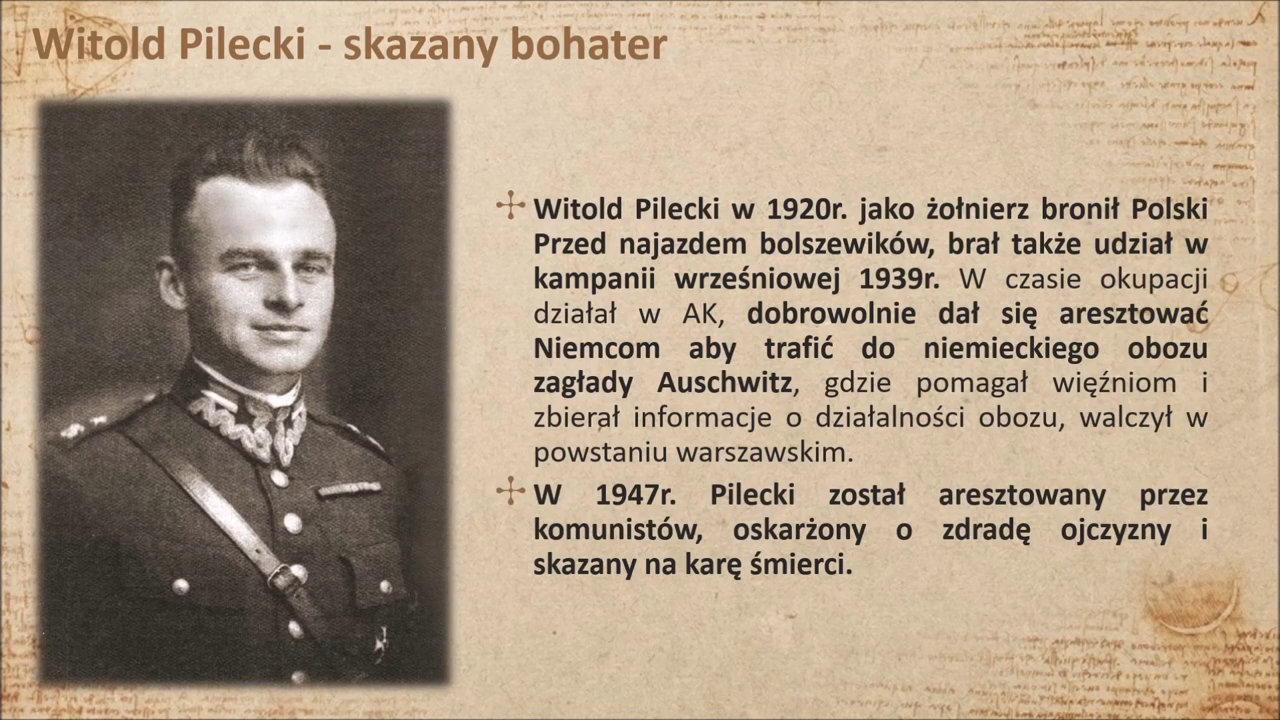 Witold Pilecki - skazany bohater
Witold Pilecki w 1920r. jako żołnierz bronił Polski
Przed najazdem bolszewików, brał także udział w
kampanii wrześniowej 1939r. W czasie okupacji
działał w AK, dobrowolnie dał się aresztować
Niemcom aby trafić do niemieckiego obozu
zagłady Auschwitz, gdzie pomagał więźniom i
zbierał informacje o działalności obozu, walczył w
powstaniu warszawskim.
W 1947r. Pilecki został aresztowany przez
komunistów, oskarżony o zdradę ojczyzny i
skazany na karę śmierci.